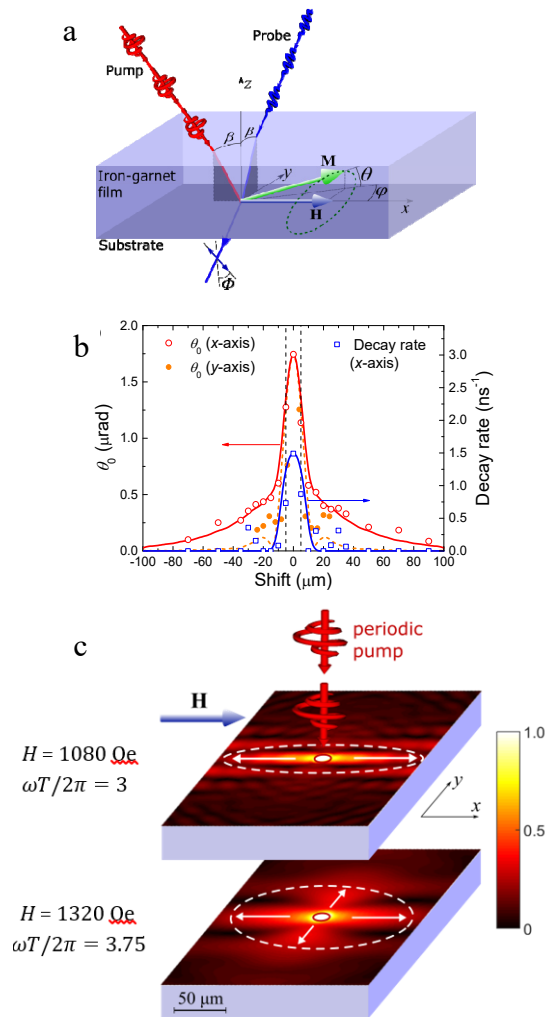 a
Pump
Probe
z
β
β
y
M
θ
Iron-garnet
film
H
φ
x
Substrate
Φ
b
2.0
1.5
1.0
0.5
0.0
θ₀ (μrad)
θ₀ (x-axis)
θ₀ (y-axis)
Decay rate
(x-axis)
3.0
2.5
2.0
1.5
1.0
0.5
0.0
Decay rate (ns⁻¹)
-100 -80 -60 -40 -20 0 20 40 60 80 100
Shift (μm)
c
periodic
pump
H
H = 1080 Oe
ωT/2π = 3
y
x
1.0
0.5
0
H = 1320 Oe
ωT/2π = 3.75
50 μm